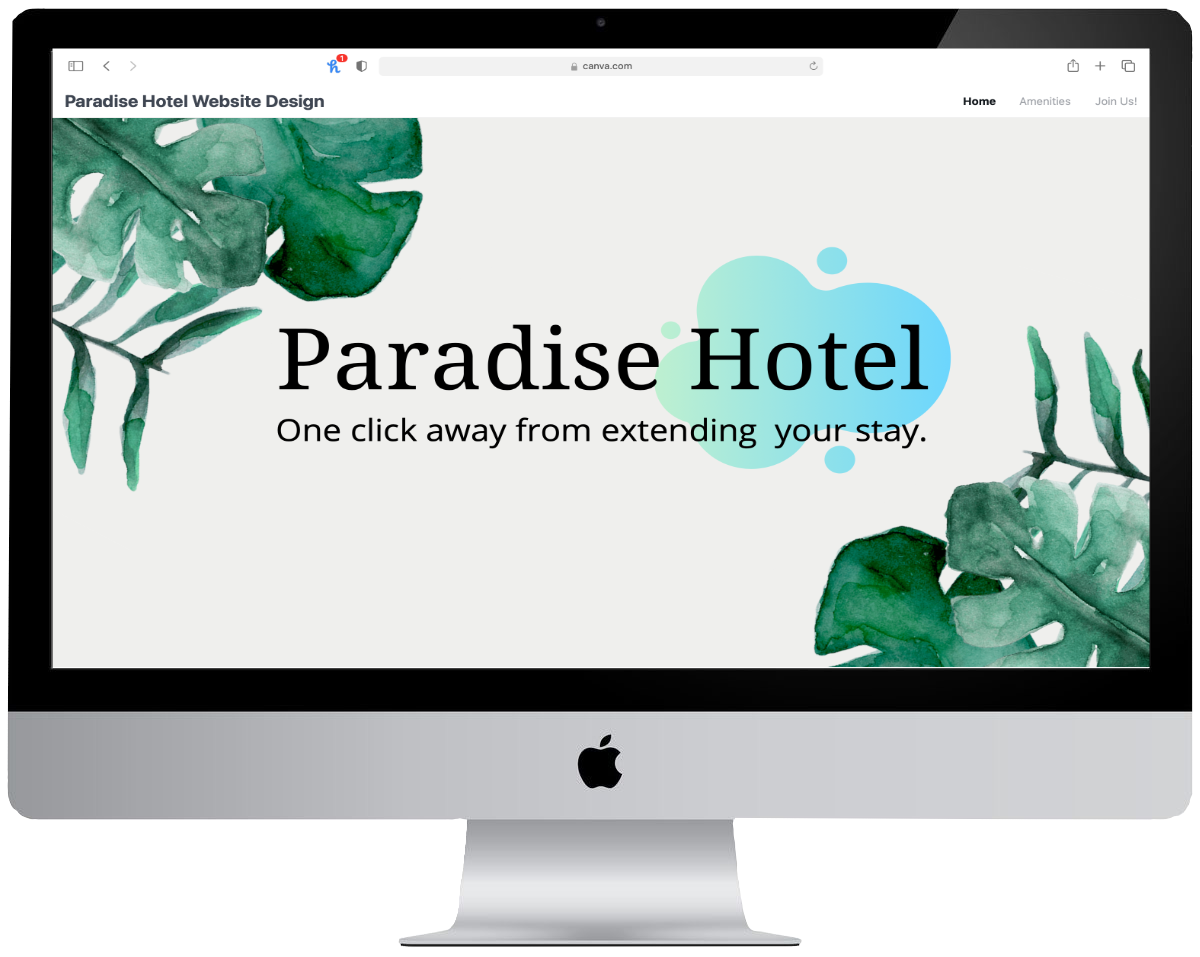 1
canva.com
Paradise Hotel Website Design
Home Amenities Join Us!
Paradise Hotel
One click away from extending  your stay.